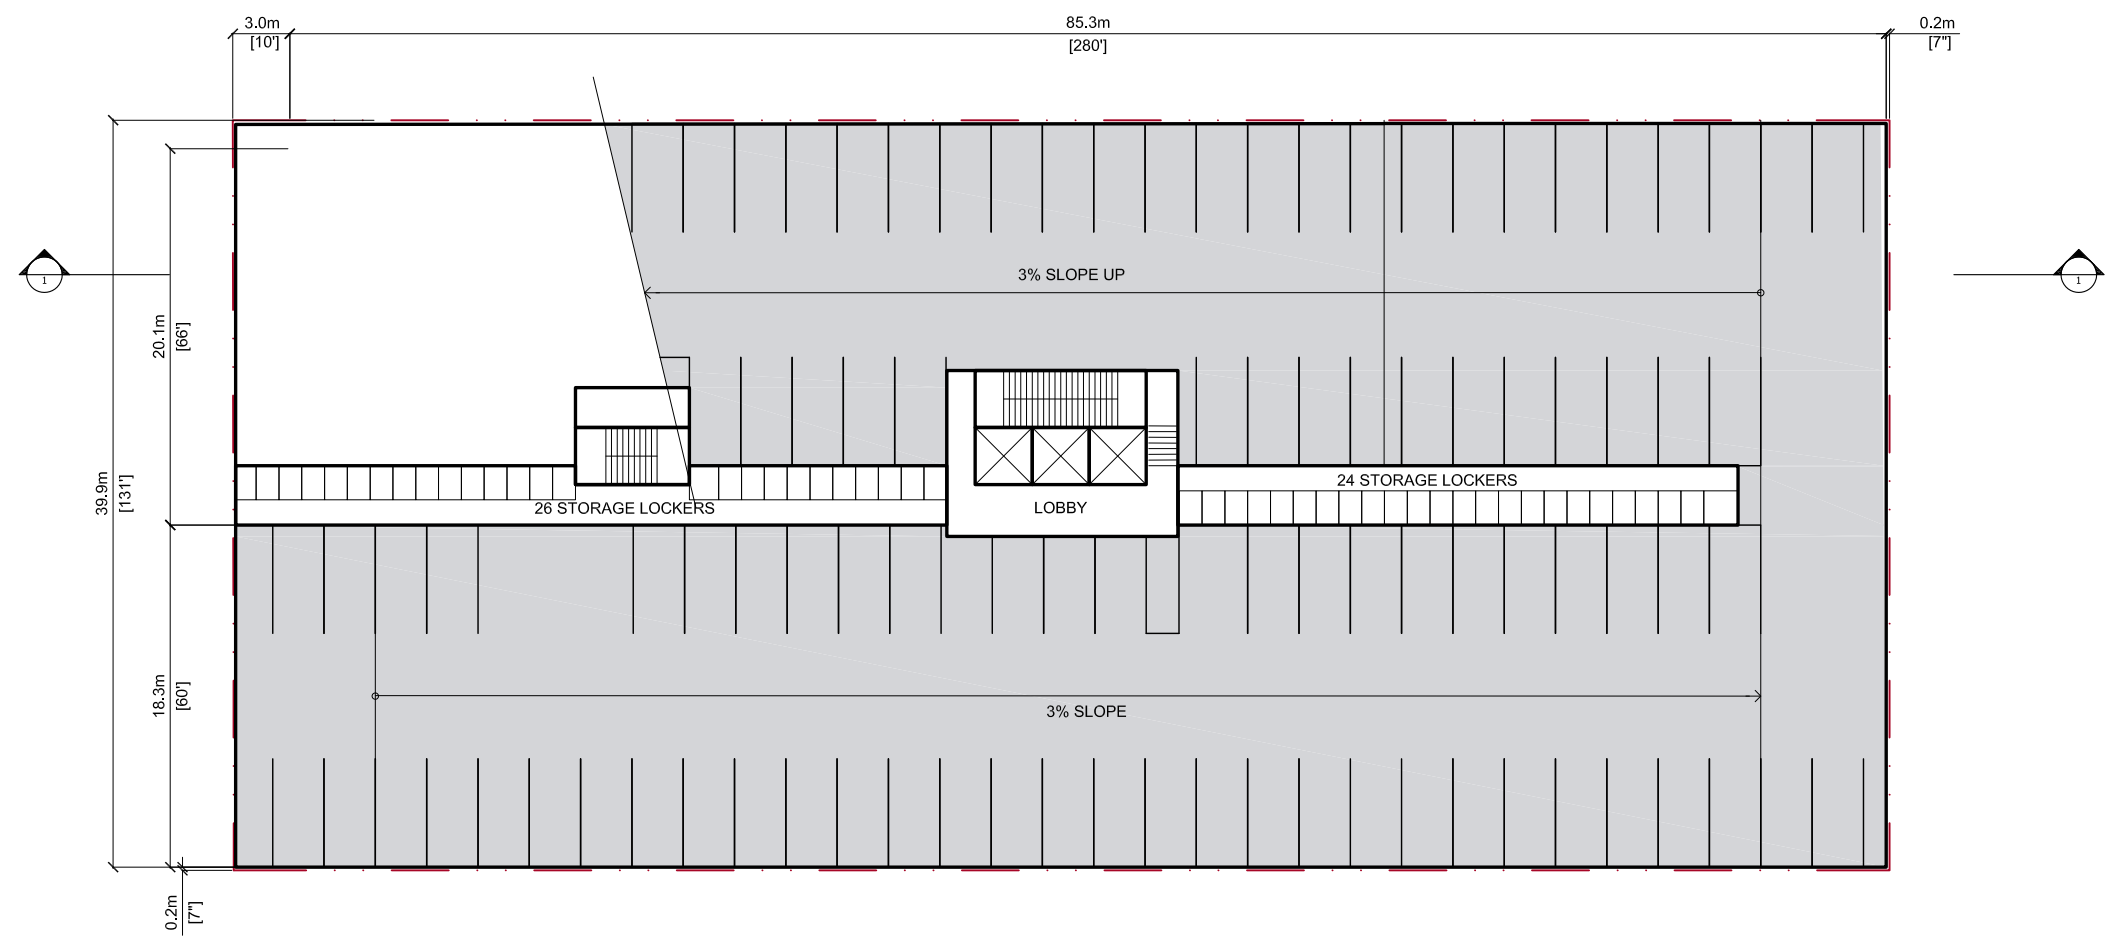 3.0m
[10']
85.3m
[280']
0.2m
[7"]
3% SLOPE UP
1
1
20.1m
[66']
39.9m
[131']
24 STORAGE LOCKERS
26 STORAGE LOCKERS
LOBBY
18.3m
[60']
3% SLOPE
0.2m
[7"]